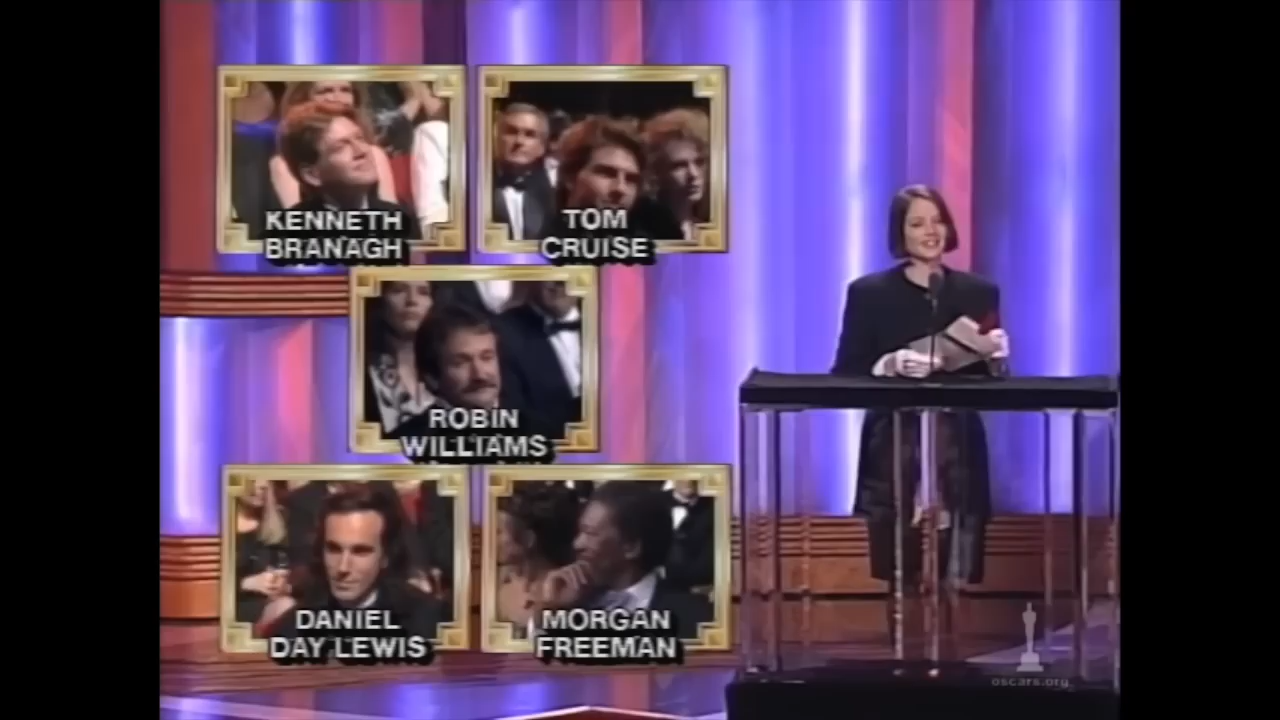 KENNETH
BRANAGH
TOM
CRUISE
ROBIN
WILLIAMS
DANIEL
DAY LEWIS
MORGAN
FREEMAN
oscars.org